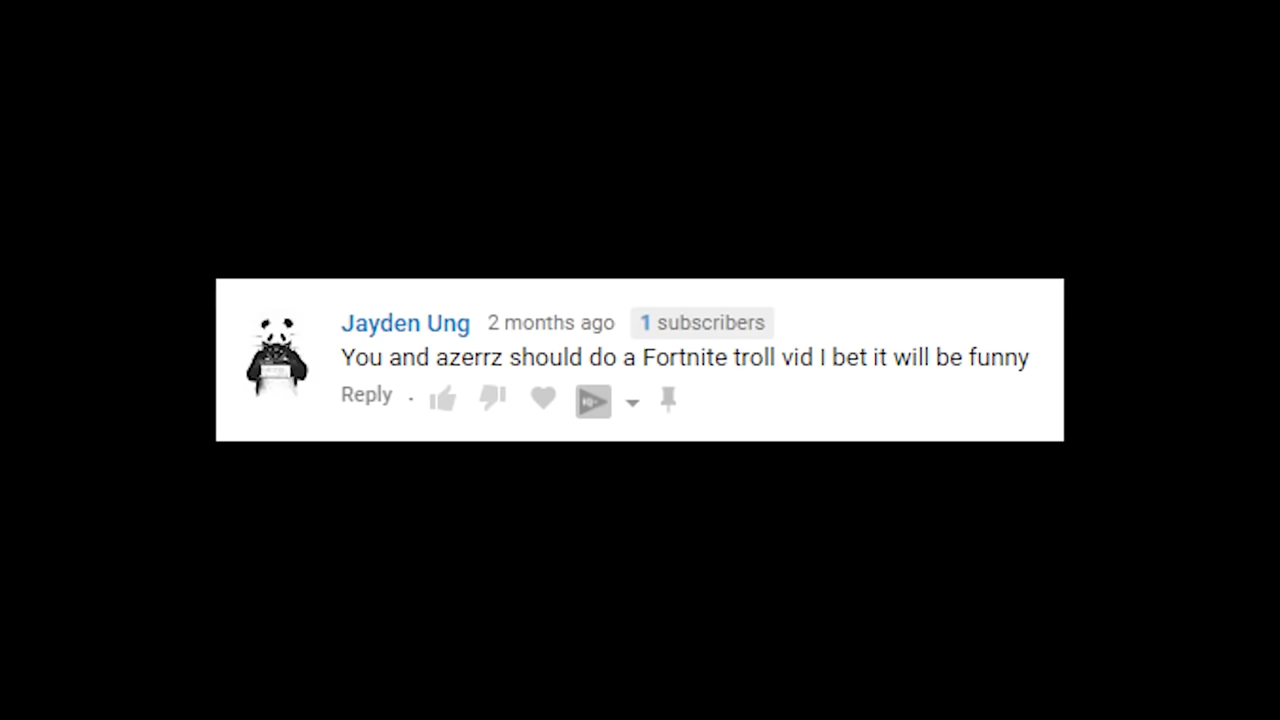 Jayden Ung 2 months ago 1 subscribers
You and azerrz should do a Fortnite troll vid I bet it will be funny
Reply .